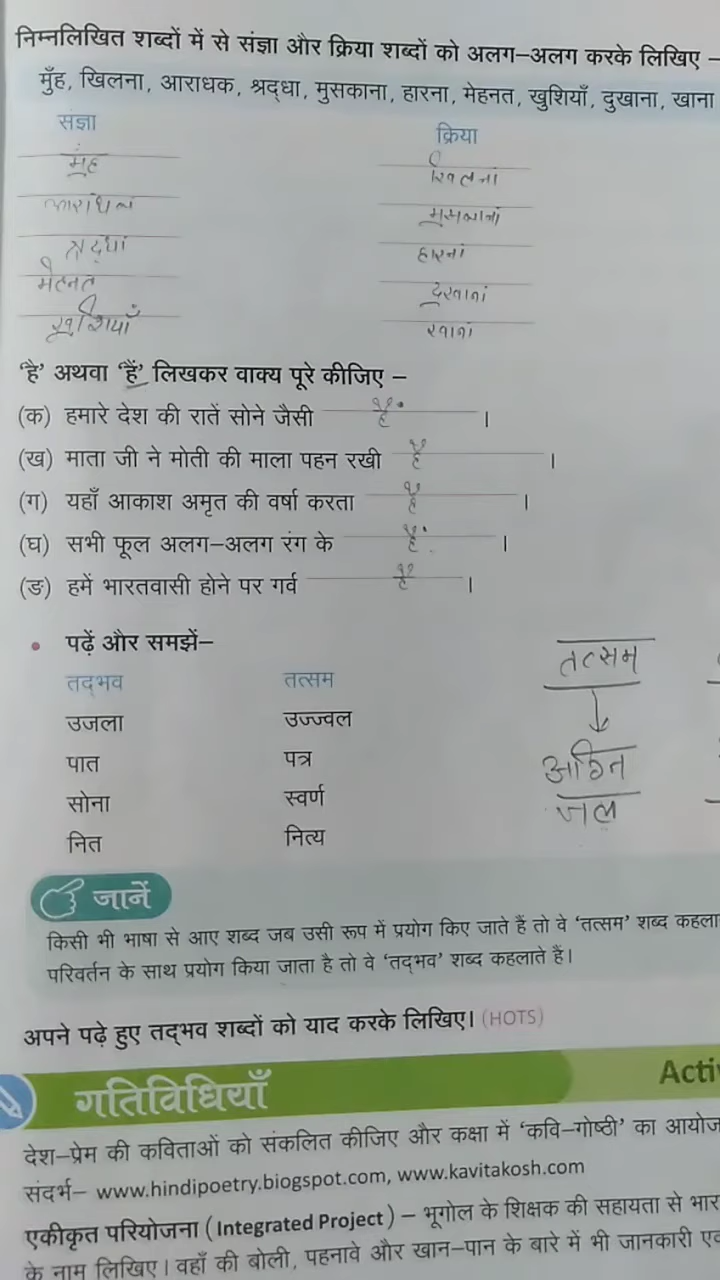 निम्नलिखित शब्दों में से संज्ञा और क्रिया शब्दों को अलग-अलग करके लिखिए –
मुँह, खिलना, आराधक, श्रद्धा, मुसकाना, हारना, मेहनत, खुशियाँ, दुखाना, खाना
संज्ञा क्रिया
मुंह खिलनां
आराधक मुसकानां
श्रद्धां हारनां
मेहनत दुखानां
खुशियाँ खानां
'है' अथवा 'हैं' लिखकर वाक्य पूरे कीजिए –
(क) हमारे देश की रातें सोने जैसी हैं ।
(ख) माता जी ने मोती की माला पहन रखी है ।
(ग) यहाँ आकाश अमृत की वर्षा करता है ।
(घ) सभी फूल अलग-अलग रंग के हैं ।
(ङ) हमें भारतवासी होने पर गर्व है ।
• पढ़ें और समझें–
तद्भव तत्सम तत्सम
उजला उज्ज्वल
पात पत्र अग्नि
सोना स्वर्ण जल
नित नित्य
जानें
किसी भी भाषा से आए शब्द जब उसी रूप में प्रयोग किए जाते हैं तो वे 'तत्सम' शब्द कहला
परिवर्तन के साथ प्रयोग किया जाता है तो वे 'तद्भव' शब्द कहलाते हैं।
अपने पढ़े हुए तद्भव शब्दों को याद करके लिखिए। (HOTS)
गतिविधियाँ Acti
देश-प्रेम की कविताओं को संकलित कीजिए और कक्षा में 'कवि-गोष्ठी' का आयोज
संदर्भ– www.hindipoetry.biogspot.com, www.kavitakosh.com
एकीकृत परियोजना (Integrated Project) – भूगोल के शिक्षक की सहायता से भार
के नाम लिखिए। वहाँ की बोली, पहनावे और खान-पान के बारे में भी जानकारी ए